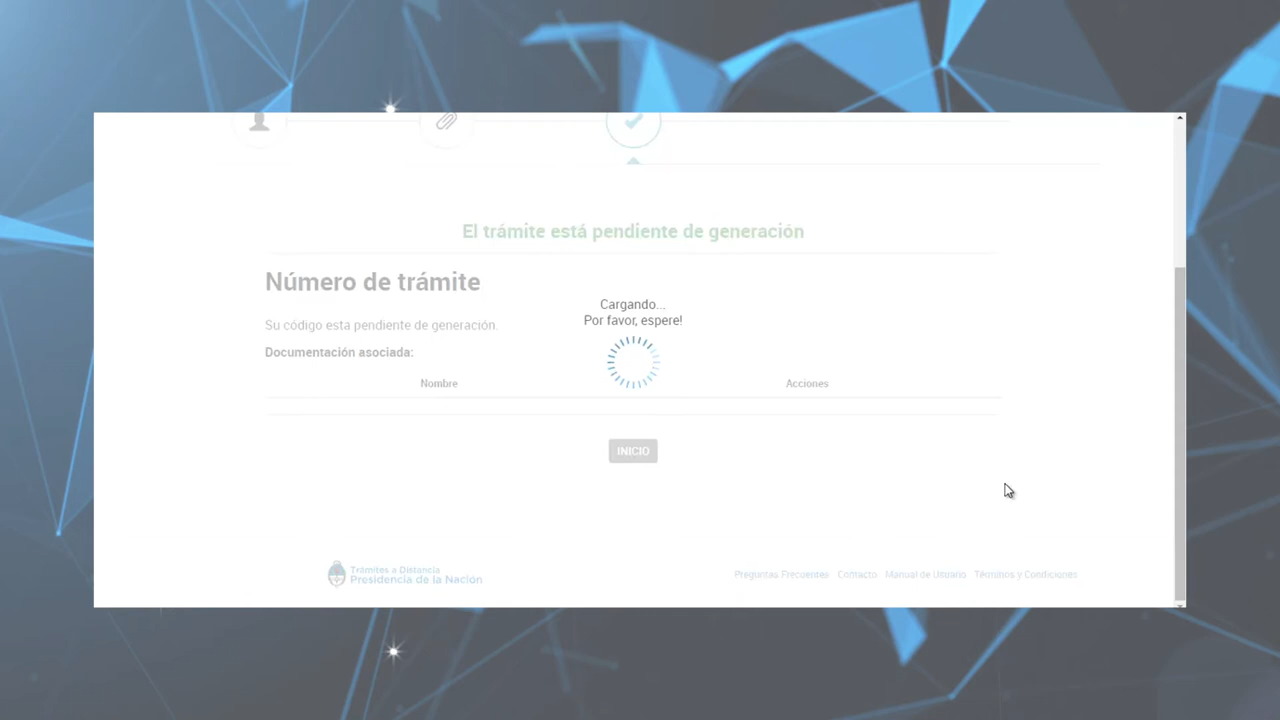 El trámite está pendiente de generación
Número de trámite
Cargando...
Por favor, espere!
Su código esta pendiente de generación.
Documentación asociada:
Nombre Acciones
INICIO
Trámites a Distancia
Presidencia de la Nación
Preguntas Frecuentes Contacto Manual de Usuario Términos y Condiciones